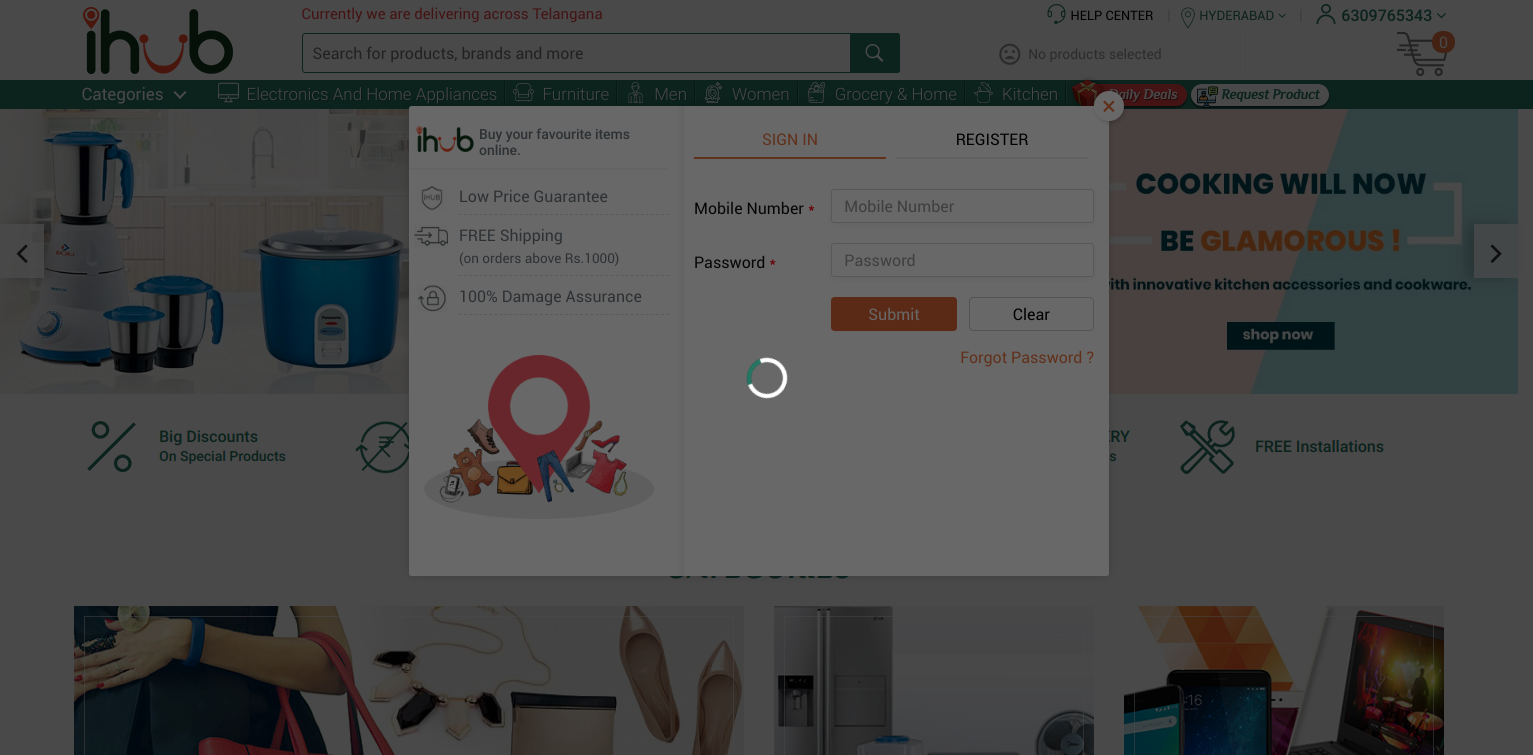 Currently we are delivering across Telangana
HELP CENTER
HYDERABAD
6309765343
ihub
Search for products, brands and more
No products selected
0
Categories
Electronics And Home Appliances
Furniture
Men
Women
Grocery & Home
Kitchen
Daily Deals
Request Product
ihub
Buy your favourite items
online.
SIGN IN
REGISTER
IHUB
Low Price Guarantee
FREE Shipping
(on orders above Rs.1000)
100% Damage Assurance
Mobile Number *
Mobile Number
Password *
Password
Submit
Clear
Forgot Password ?
COOKING WILL NOW
BE GLAMOROUS !
with innovative kitchen accessories and cookware.
shop now
Big Discounts
On Special Products
FREE Installations
CATEGORIES